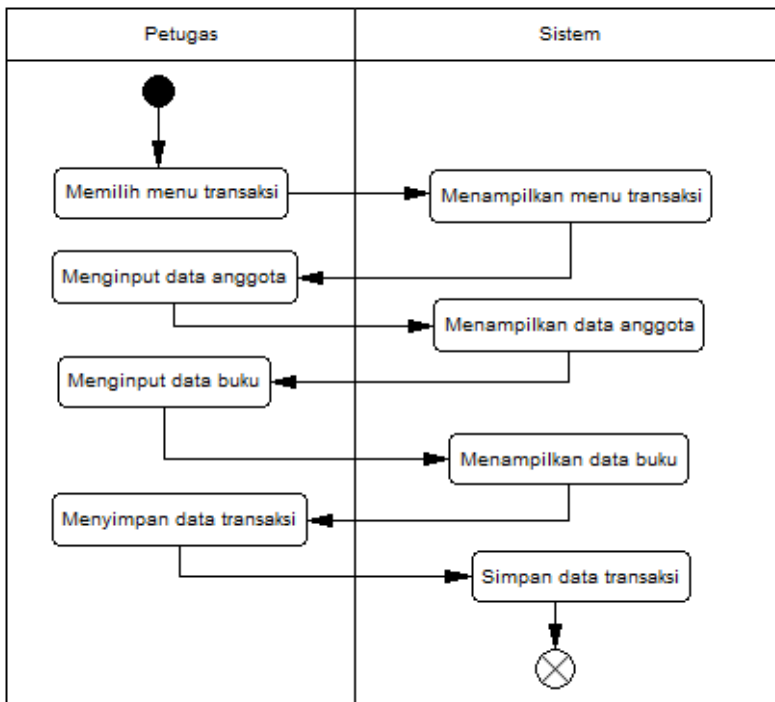 Petugas
Sistem
Memilih menu transaksi
Menampilkan menu transaksi
Menginput data anggota
Menampilkan data anggota
Menginput data buku
Menampilkan data buku
Menyimpan data transaksi
Simpan data transaksi